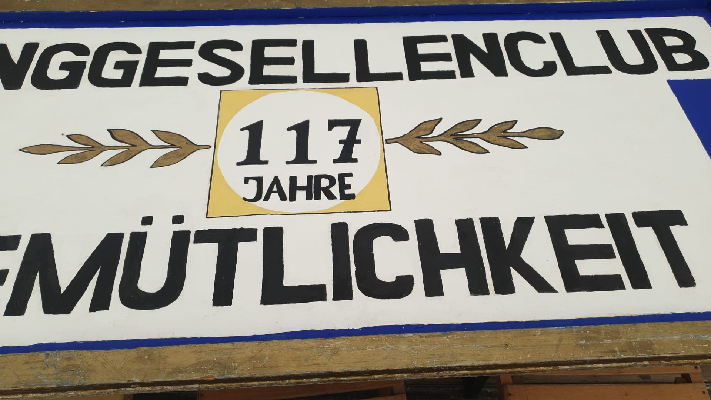 NGGESELLENCLUB
117
JAHRE
EMÜTLICHKEIT